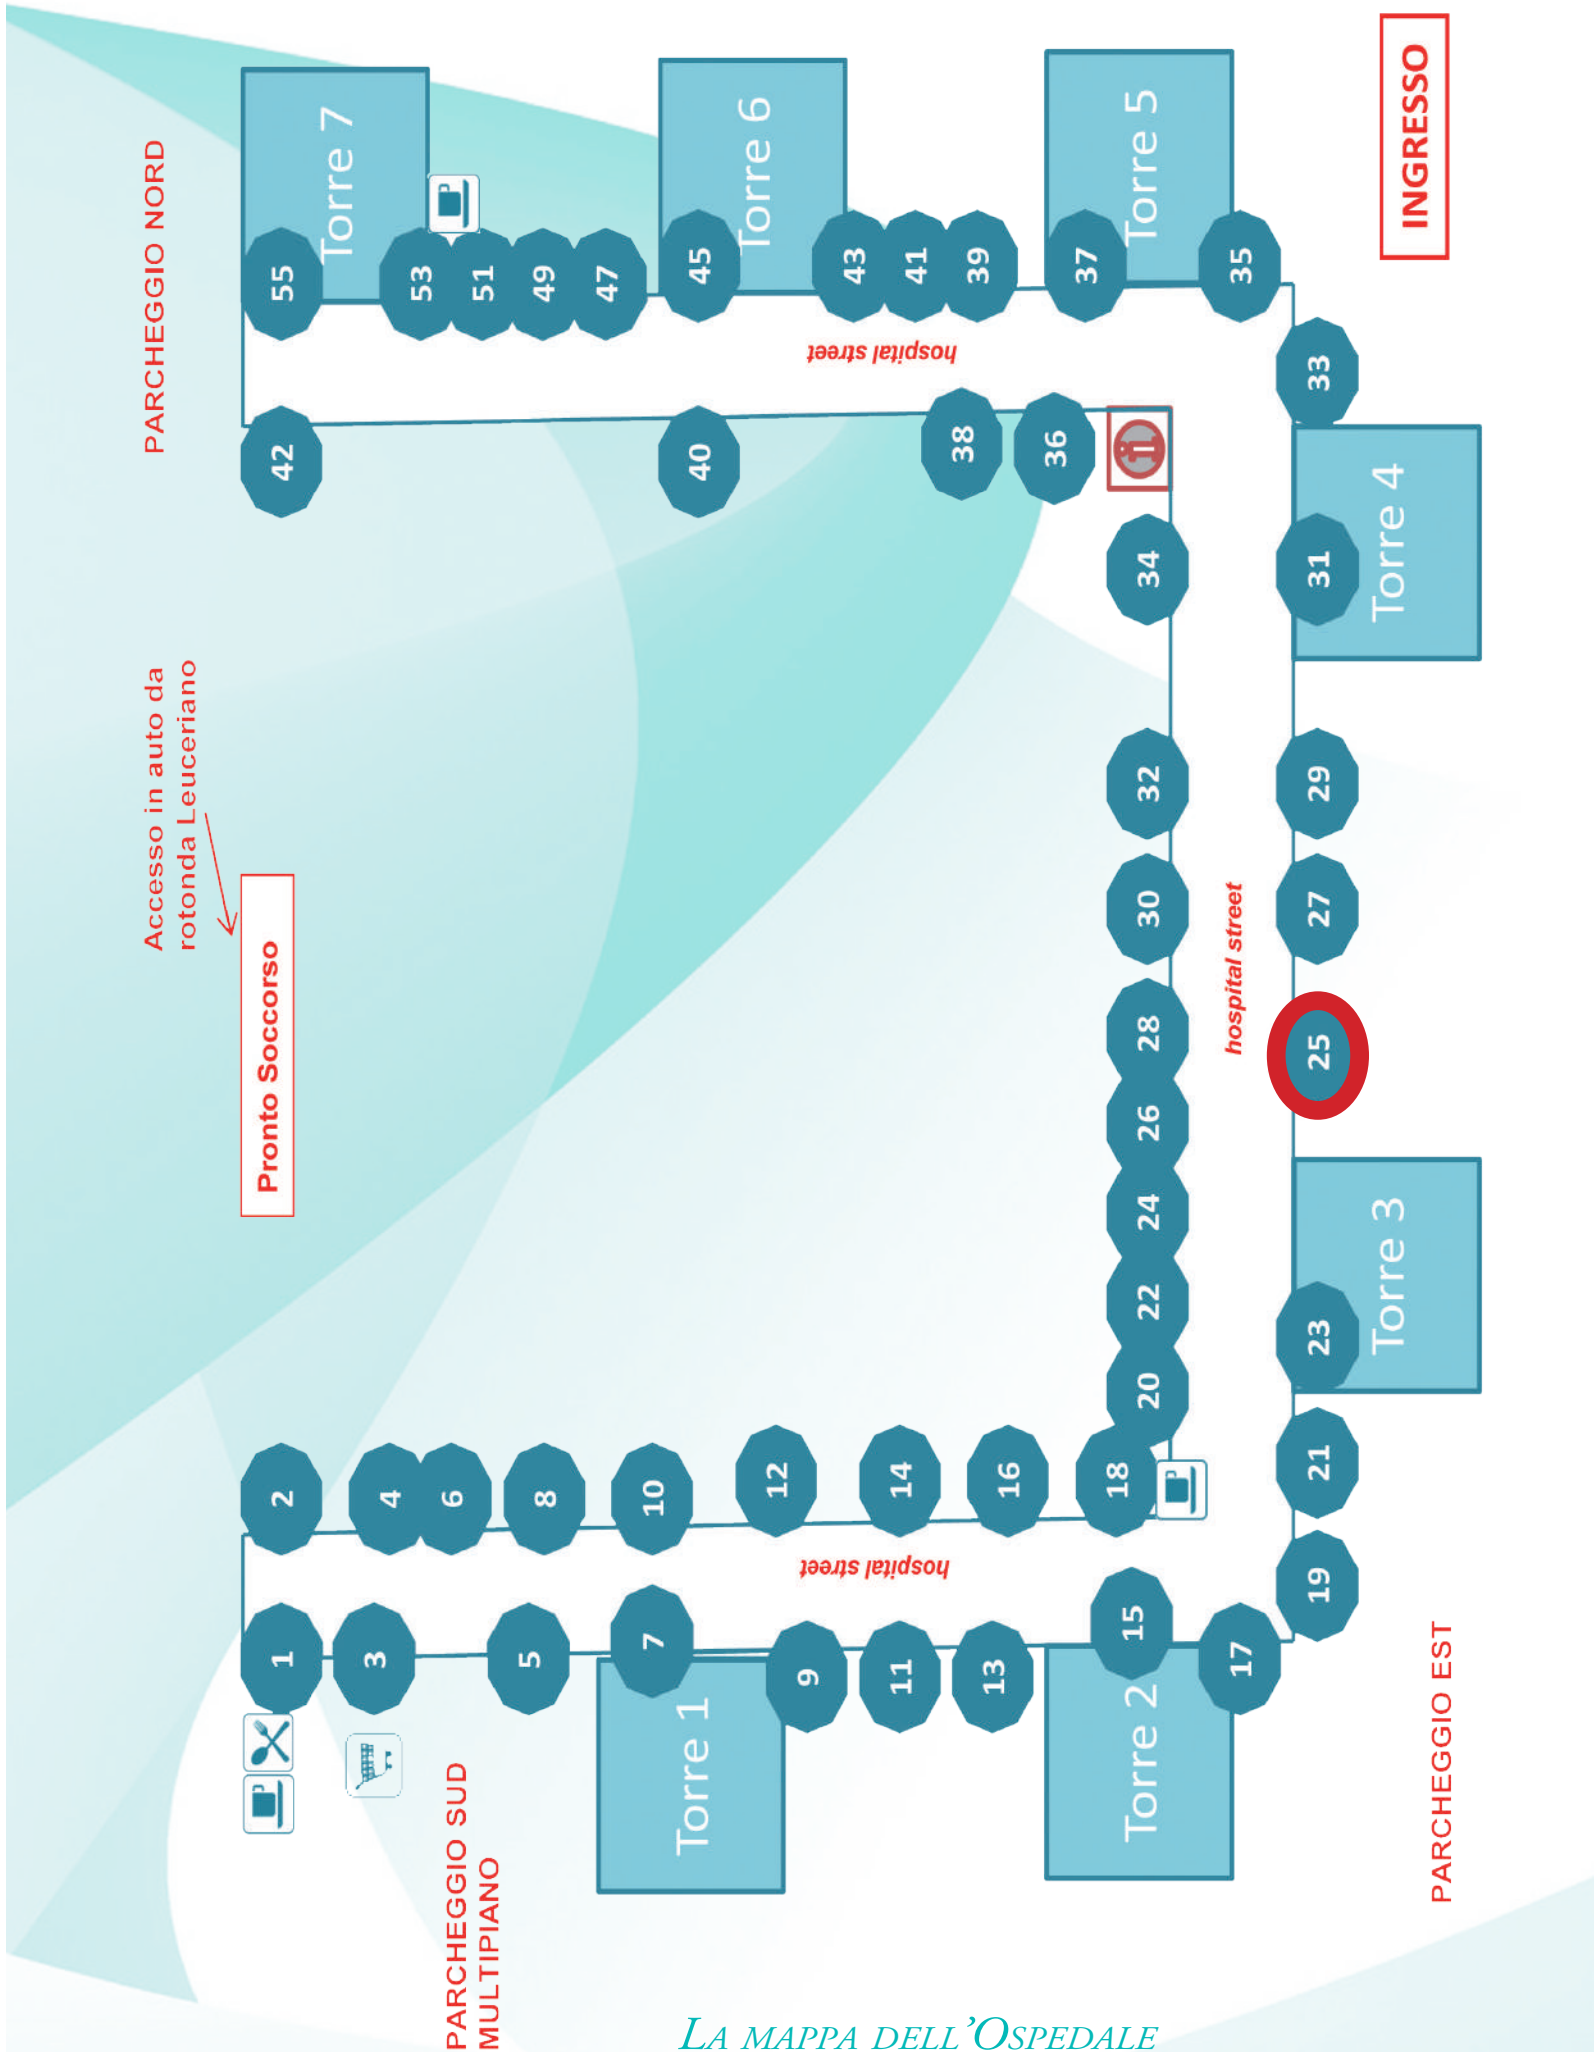 PARCHEGGIO NORD
Accesso in auto da
rotonda Leuceriano
Pronto Soccorso
Torre 7
Torre 6
Torre 5
INGRESSO
55
53
51
49
47
45
43
41
39
37
35
hospital street
42
40
38
36
i
33
34
32
30
28
26
24
22
20
18
hospital street
31
29
27
25
23
21
19
Torre 4
Torre 3
2
4
6
8
10
12
14
16
hospital street
1
3
5
7
9
11
13
15
17
Torre 1
Torre 2
PARCHEGGIO SUD
MULTIPIANO
PARCHEGGIO EST
LA MAPPA DELL'OSPEDALE